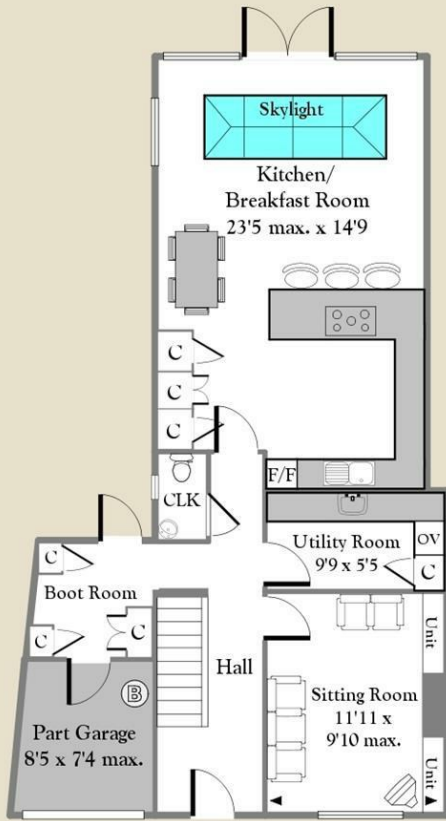 Skylight
Kitchen/
Breakfast Room
23'5 max. x 14'9
C
C
C
F/F
CLK
OV
Utility Room
9'9 x 5'5
C
C
Boot Room
C
C
Hall
Unit
Sitting Room
11'11 x
9'10 max.
Unit
B
Part Garage
8'5 x 7'4 max.